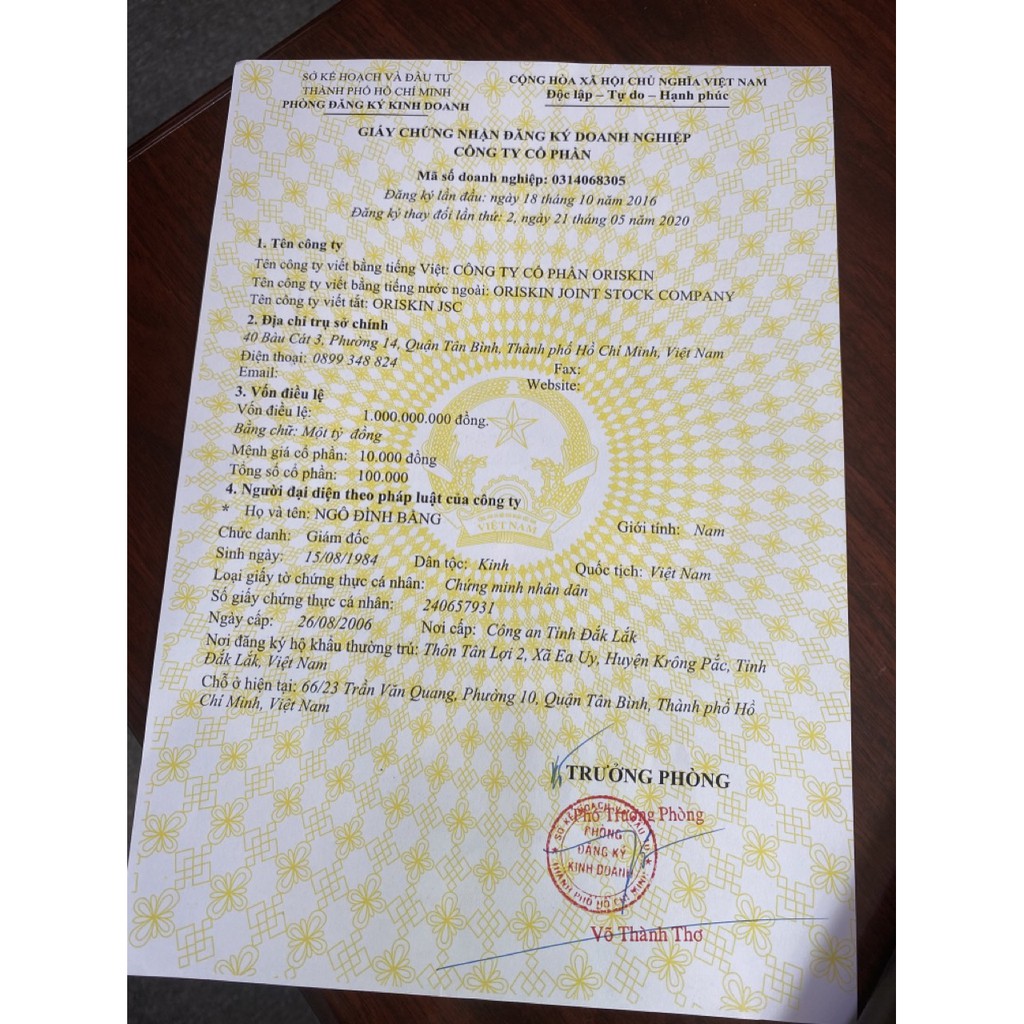 SỞ KẾ HOẠCH VÀ ĐẦU TƯ
THÀNH PHỐ HỒ CHÍ MINH
PHÒNG ĐĂNG KÝ KINH DOANH
CỘNG HÒA XÃ HỘI CHỦ NGHĨA VIỆT NAM
Độc lập – Tự do – Hạnh phúc
GIẤY CHỨNG NHẬN ĐĂNG KÝ DOANH NGHIỆP
CÔNG TY CỔ PHẦN
Mã số doanh nghiệp: 0314068305
Đăng ký lần đầu: ngày 18 tháng 10 năm 2016
Đăng ký thay đổi lần thứ: 2, ngày 21 tháng 05 năm 2020
1. Tên công ty
Tên công ty viết bằng tiếng Việt: CÔNG TY CỔ PHẦN ORISKIN
Tên công ty viết bằng tiếng nước ngoài: ORISKIN JOINT STOCK COMPANY
Tên công ty viết tắt: ORISKIN JSC
2. Địa chỉ trụ sở chính
40 Bàu Cát 3, Phường 14, Quận Tân Bình, Thành phố Hồ Chí Minh, Việt Nam
Điện thoại: 0899 348 824 Fax:
Email: Website:
3. Vốn điều lệ
Vốn điều lệ: 1.000.000.000 đồng.
Bằng chữ: Một tỷ đồng
Mệnh giá cổ phần: 10.000 đồng
Tổng số cổ phần: 100.000
4. Người đại diện theo pháp luật của công ty
* Họ và tên: NGÔ ĐÌNH BẢNG Giới tính: Nam
Chức danh: Giám đốc
Sinh ngày: 15/08/1984 Dân tộc: Kinh Quốc tịch: Việt Nam
Loại giấy tờ chứng thực cá nhân: Chứng minh nhân dân
Số giấy chứng thực cá nhân: 240657931
Ngày cấp: 26/08/2006 Nơi cấp: Công an Tỉnh Đắk Lắk
Nơi đăng ký hộ khẩu thường trú: Thôn Tân Lợi 2, Xã Ea Uy, Huyện Krông Pắc, Tỉnh
Đắk Lắk, Việt Nam
Chỗ ở hiện tại: 66/23 Trần Văn Quang, Phường 10, Quận Tân Bình, Thành phố Hồ
Chí Minh, Việt Nam
VIỆT NAM
TRƯỞNG PHÒNG
Phó Trưởng Phòng
SỞ KẾ HOẠCH VÀ ĐẦU TƯ
PHÒNG
ĐĂNG KÝ
KINH DOANH
THÀNH PHỐ HỒ CHÍ MINH
Võ Thành Thơ